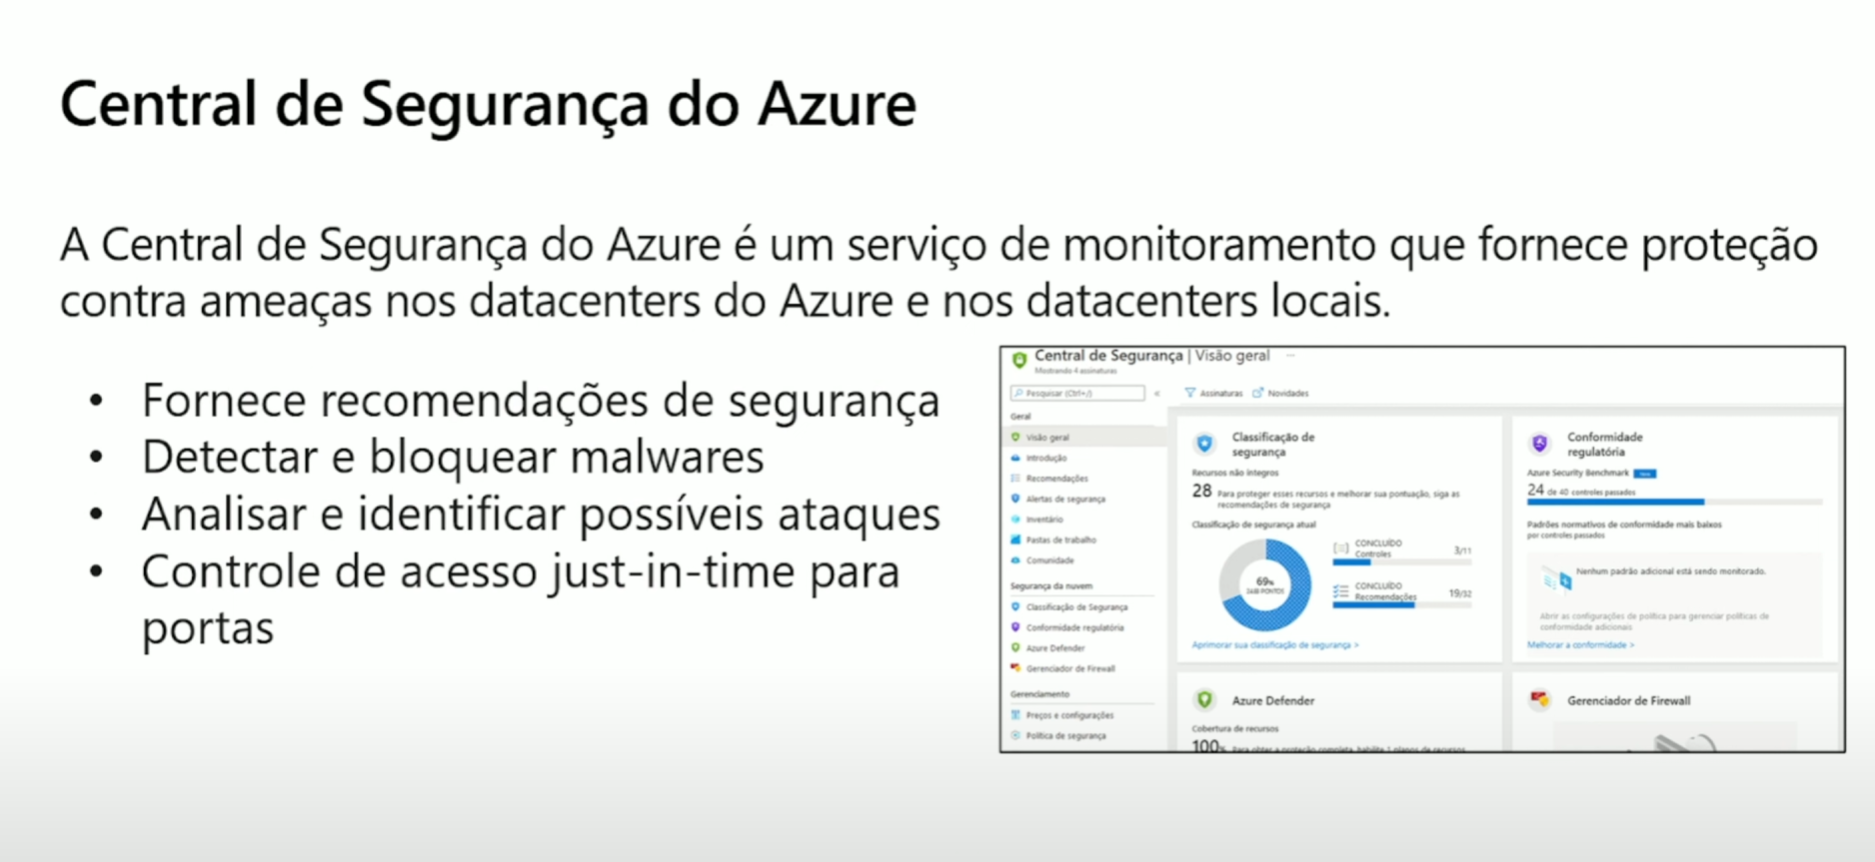 Central de Segurança do Azure
A Central de Segurança do Azure é um serviço de monitoramento que fornece proteção
contra ameaças nos datacenters do Azure e nos datacenters locais.
• Fornece recomendações de segurança
• Detectar e bloquear malwares
• Analisar e identificar possíveis ataques
• Controle de acesso just-in-time para
portas
Central de Segurança | Visão geral ...
Mostrando 4 assinaturas
Pesquisar (Ctrl+/)
«
Assinaturas
Novidades
Geral
Visão geral
Introdução
Recomendações
Alertas de segurança
Inventário
Pastas de trabalho
Comunidade
Segurança da nuvem
Classificação de Segurança
Conformidade regulatória
Azure Defender
Gerenciador de Firewall
Gerenciamento
Preços e configurações
Política de segurança
Classificação de
segurança
Recursos não íntegros
28 Para proteger esses recursos e melhorar sua pontuação, siga as
recomendações de segurança
Classificação de segurança atual
69%
PONTOS
CONCLUÍDO
Controles
3/11
CONCLUÍDO
Recomendações
19/32
Aprimorar sua classificação de segurança >
Conformidade
regulatória
Azure Security Benchmark
24 de 40 controles passados
Padrões normativos de conformidade mais baixos
por controles passados
Nenhum padrão adicional está sendo monitorado.
Abrir as configurações de política para gerenciar políticas de
conformidade adicionais
Melhorar a conformidade >
Azure Defender
Cobertura de recursos
100% Para obter a proteção completa, habilite 1 planos de recursos
Gerenciador de Firewall